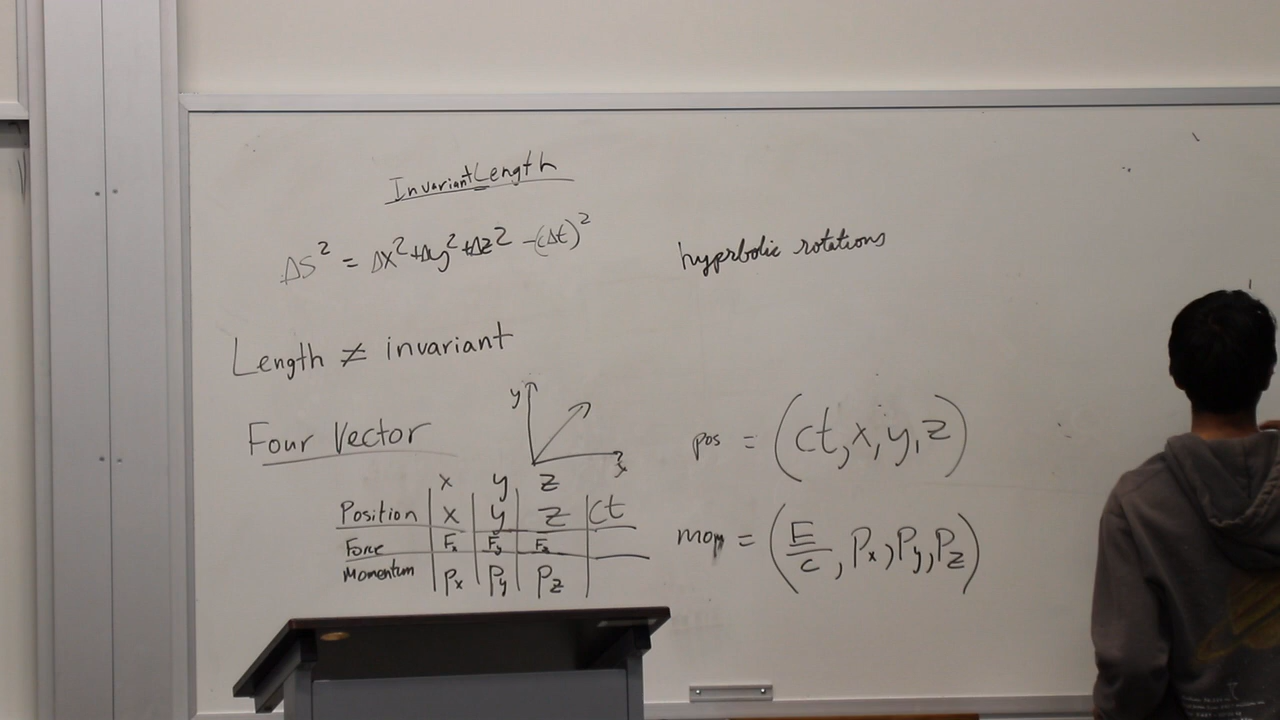 Invariant Length
ΔS² = Δx²+Δy²+Δz² -(cΔt)²
hyprbolic rotations
Length ≠ invariant
Four Vector
y
x
pos = (ct, x, y, z)
x y z
Position x y z ct
Force Fx Fy Fz
Momentum Px Py Pz
mom = (E/c, Px, Py, Pz)